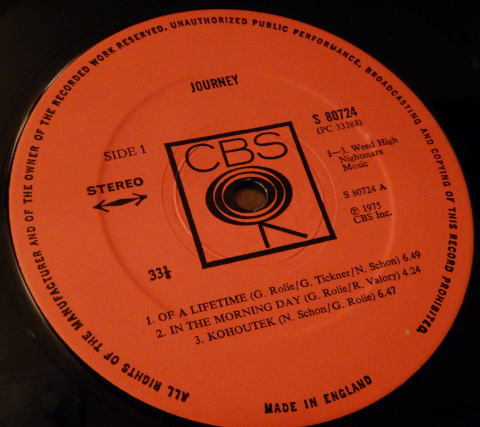 ALL RIGHTS OF THE MANUFACTURER AND OF THE OWNER OF THE RECORDED WORK RESERVED. UNAUTHORIZED PUBLIC PERFORMANCE, BROADCASTING AND COPYING OF THIS RECORD PROHIBITED.
JOURNEY
S 80724
(PC 33388)
SIDE 1
STEREO
CBS
1—3. Weed High
Nightmare
Music
S 80724 A
℗ 1975
CBS Inc.
33⅓
1. OF A LIFETIME (G. Rolie/G. Tickner/N. Schon) 6.49
2. IN THE MORNING DAY (G. Rolie/R. Valory) 4.24
3. KOHOUTEK (N. Schon/G. Rolie) 6.47
MADE IN ENGLAND